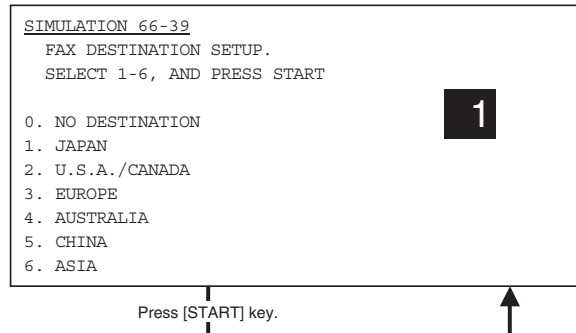 SIMULATION 66-39
FAX DESTINATION SETUP.
SELECT 1-6, AND PRESS START
0. NO DESTINATION
1
1. JAPAN
2. U.S.A./CANADA
3. EUROPE
4. AUSTRALIA
5. CHINA
6. ASIA
Press [START] key.